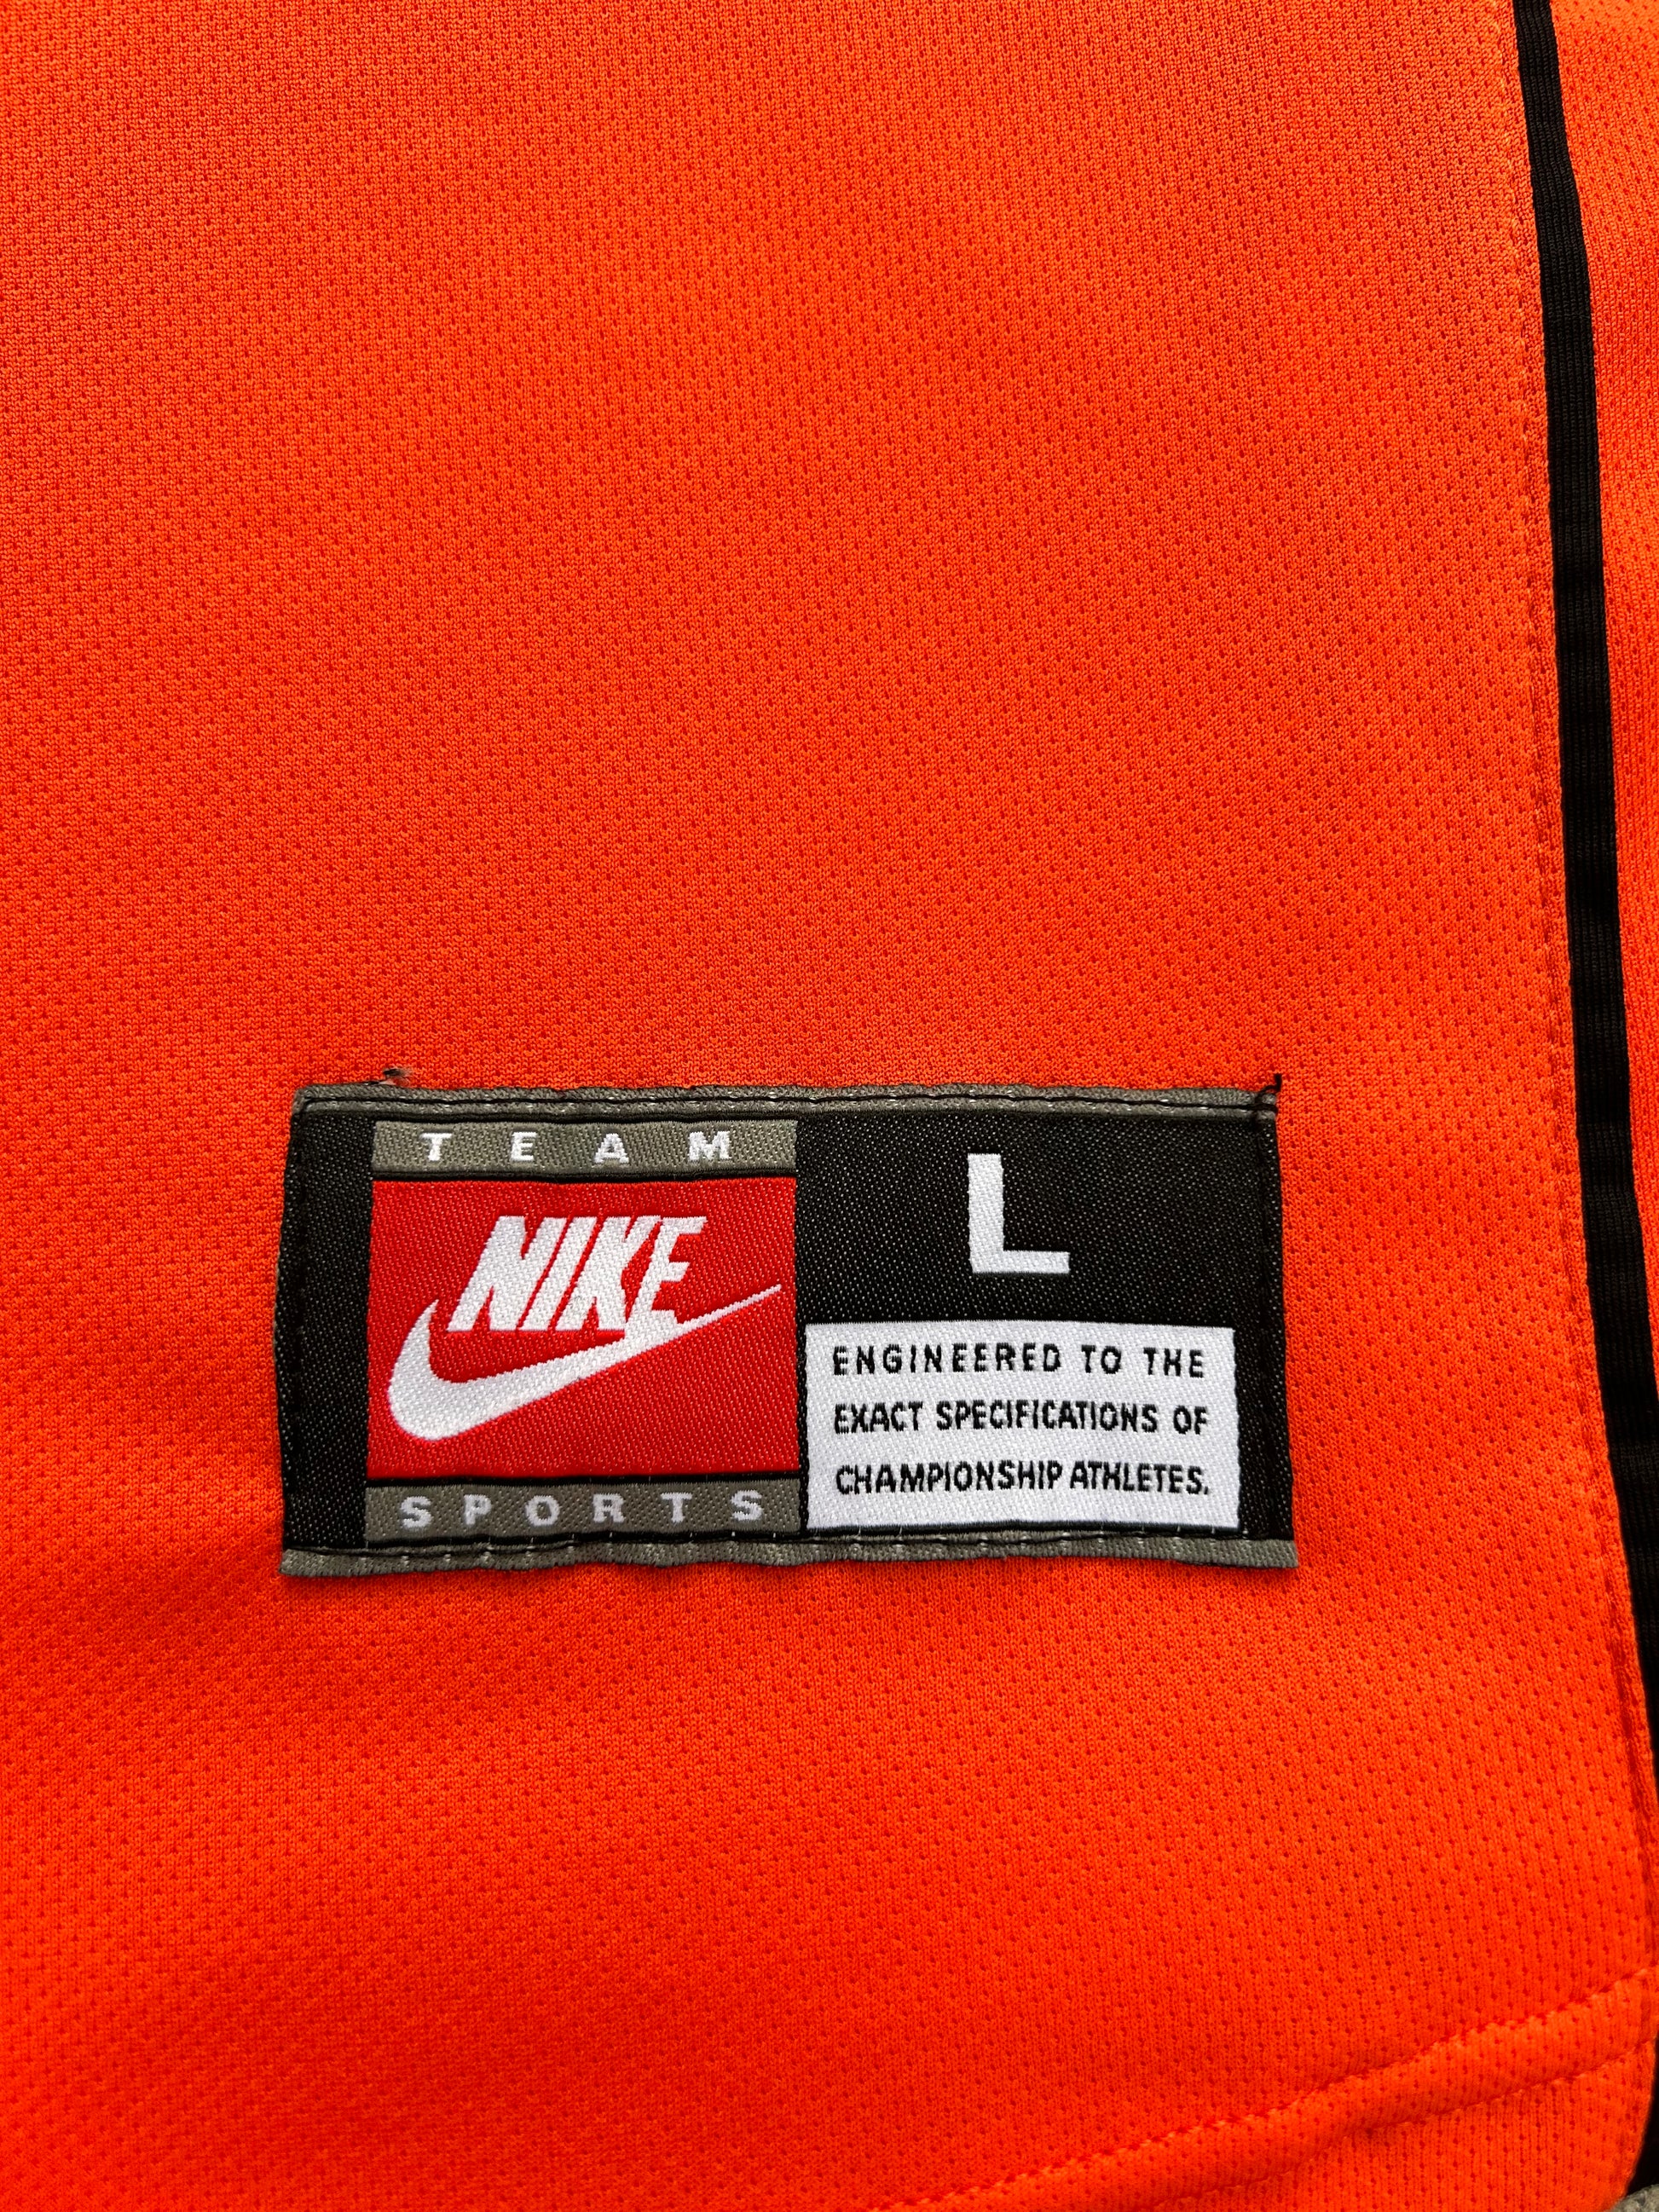 TEAM
NIKE
SPORTS
L
ENGINEERED TO THE
EXACT SPECIFICATIONS OF
CHAMPIONSHIP ATHLETES.